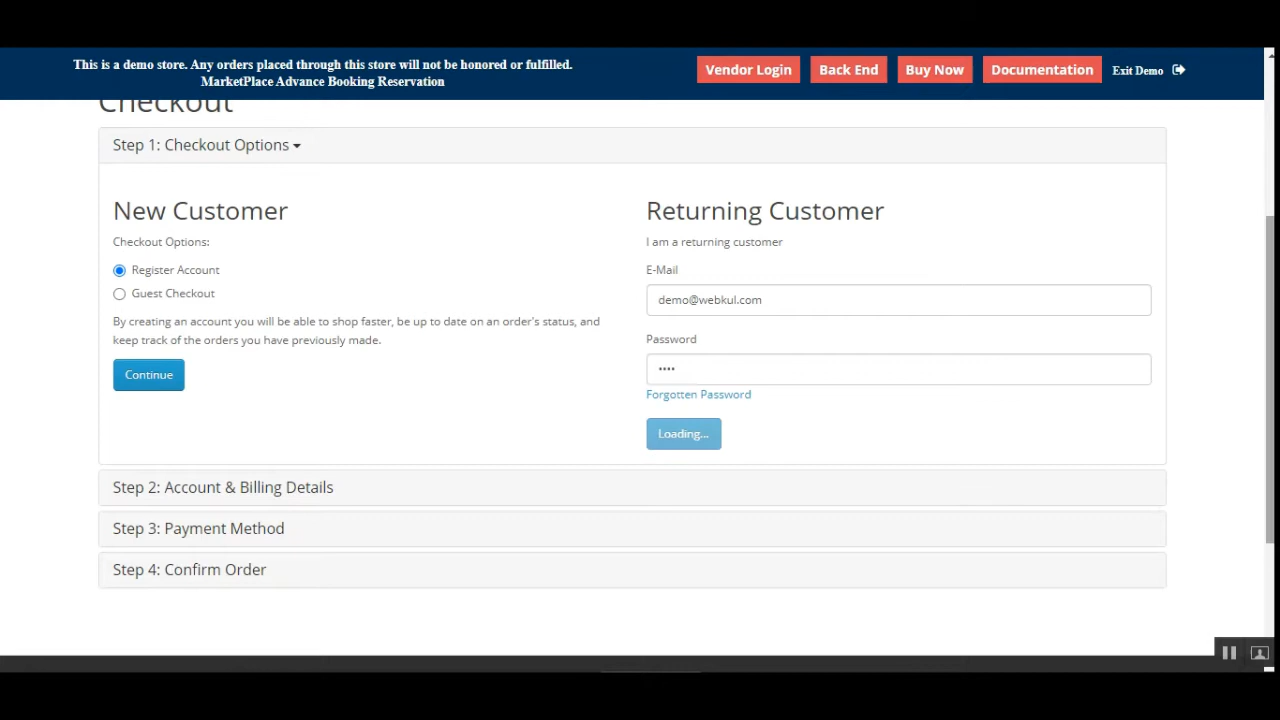 This is a demo store. Any orders placed through this store will not be honored or fulfilled.
MarketPlace Advance Booking Reservation
Vendor Login
Back End
Buy Now
Documentation
Exit Demo
Checkout
Step 1: Checkout Options
New Customer
Checkout Options:
Register Account
Guest Checkout
By creating an account you will be able to shop faster, be up to date on an order's status, and
keep track of the orders you have previously made.
Continue
Returning Customer
I am a returning customer
E-Mail
demo@webkul.com
Password
••••
Forgotten Password
Loading...
Step 2: Account & Billing Details
Step 3: Payment Method
Step 4: Confirm Order